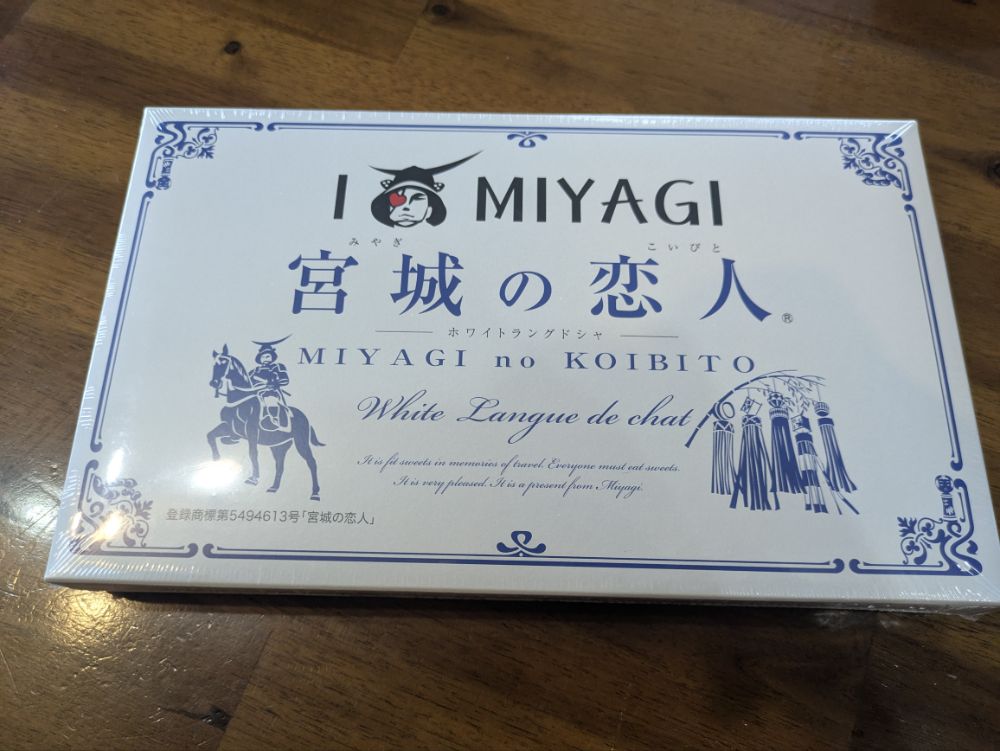 I MIYAGI
みやぎ こいびと
宮城の恋人®
ホワイトラングドシャ
MIYAGI no KOIBITO
White Langue de chat
It is fit sweets in memories of travel. Everyone must eat sweets.
It is very pleased. It is a present from Miyagi.
登録商標第5494613号「宮城の恋人」